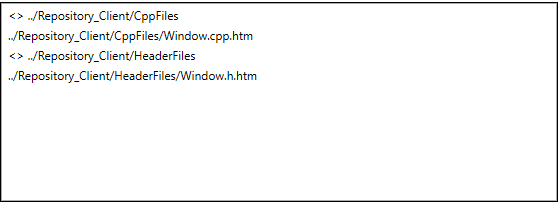 <> ../Repository_Client/CppFiles
../Repository_Client/CppFiles/Window.cpp.htm
<> ../Repository_Client/HeaderFiles
../Repository_Client/HeaderFiles/Window.h.htm